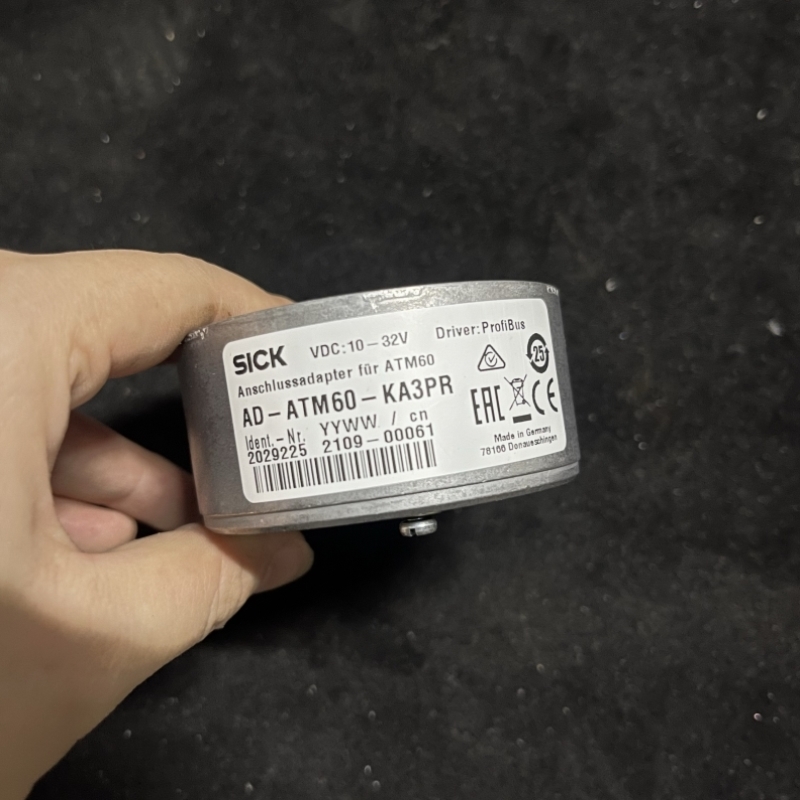 SICK VDC:10-32V Driver:ProfiBus
Anschlussadapter für ATM60
AD-ATM60-KA3PR
Ident.-Nr. YYWW / cn
2029225 2109-00061
25
EAC CE
Made in Germany
78166 Donaueschingen